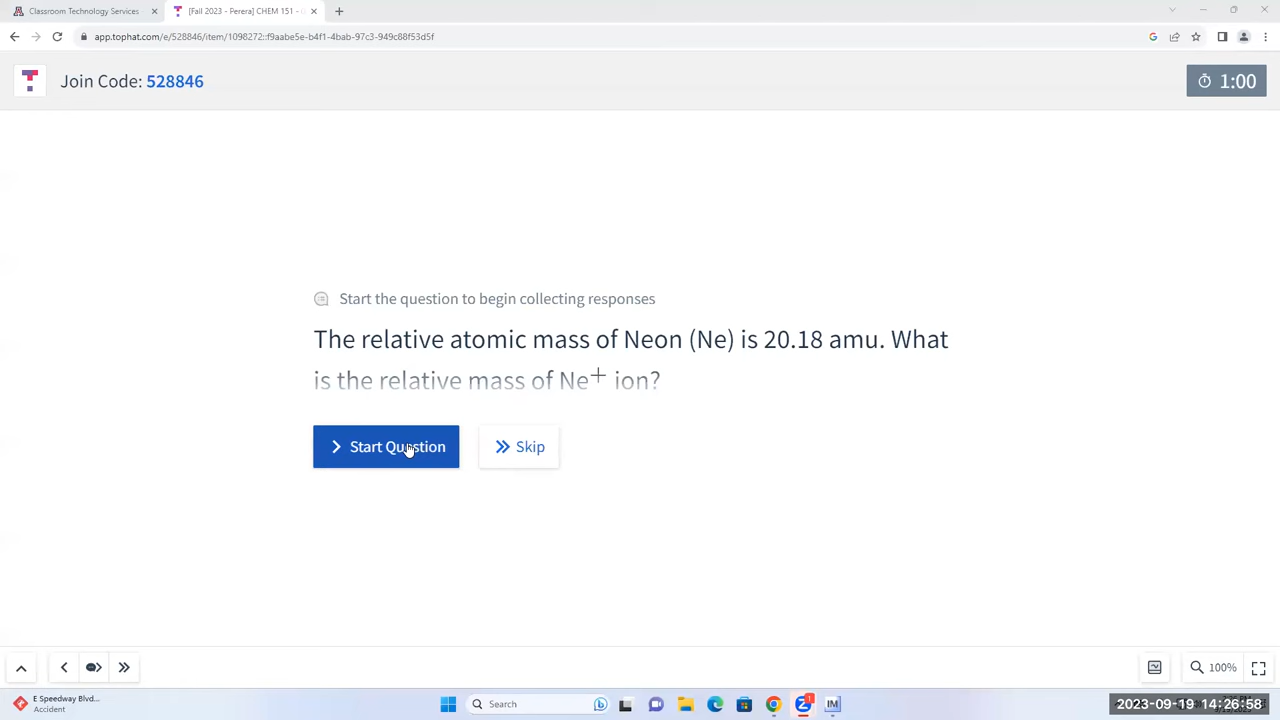 Classroom Technology Services
[Fall 2023 - Perera] CHEM 151 -
app.tophat.com/e/528846/item/1098272::f9aabe5e-b4f1-4bab-97c3-949c88f53d5f
Join Code: 528846
1:00
Start the question to begin collecting responses
The relative atomic mass of Neon (Ne) is 20.18 amu. What
is the relative mass of Ne⁺ ion?
Start Question
Skip
100%
E Speedway Blvd...
Accident
Search
1
IM
2023-09-19 14:26:58